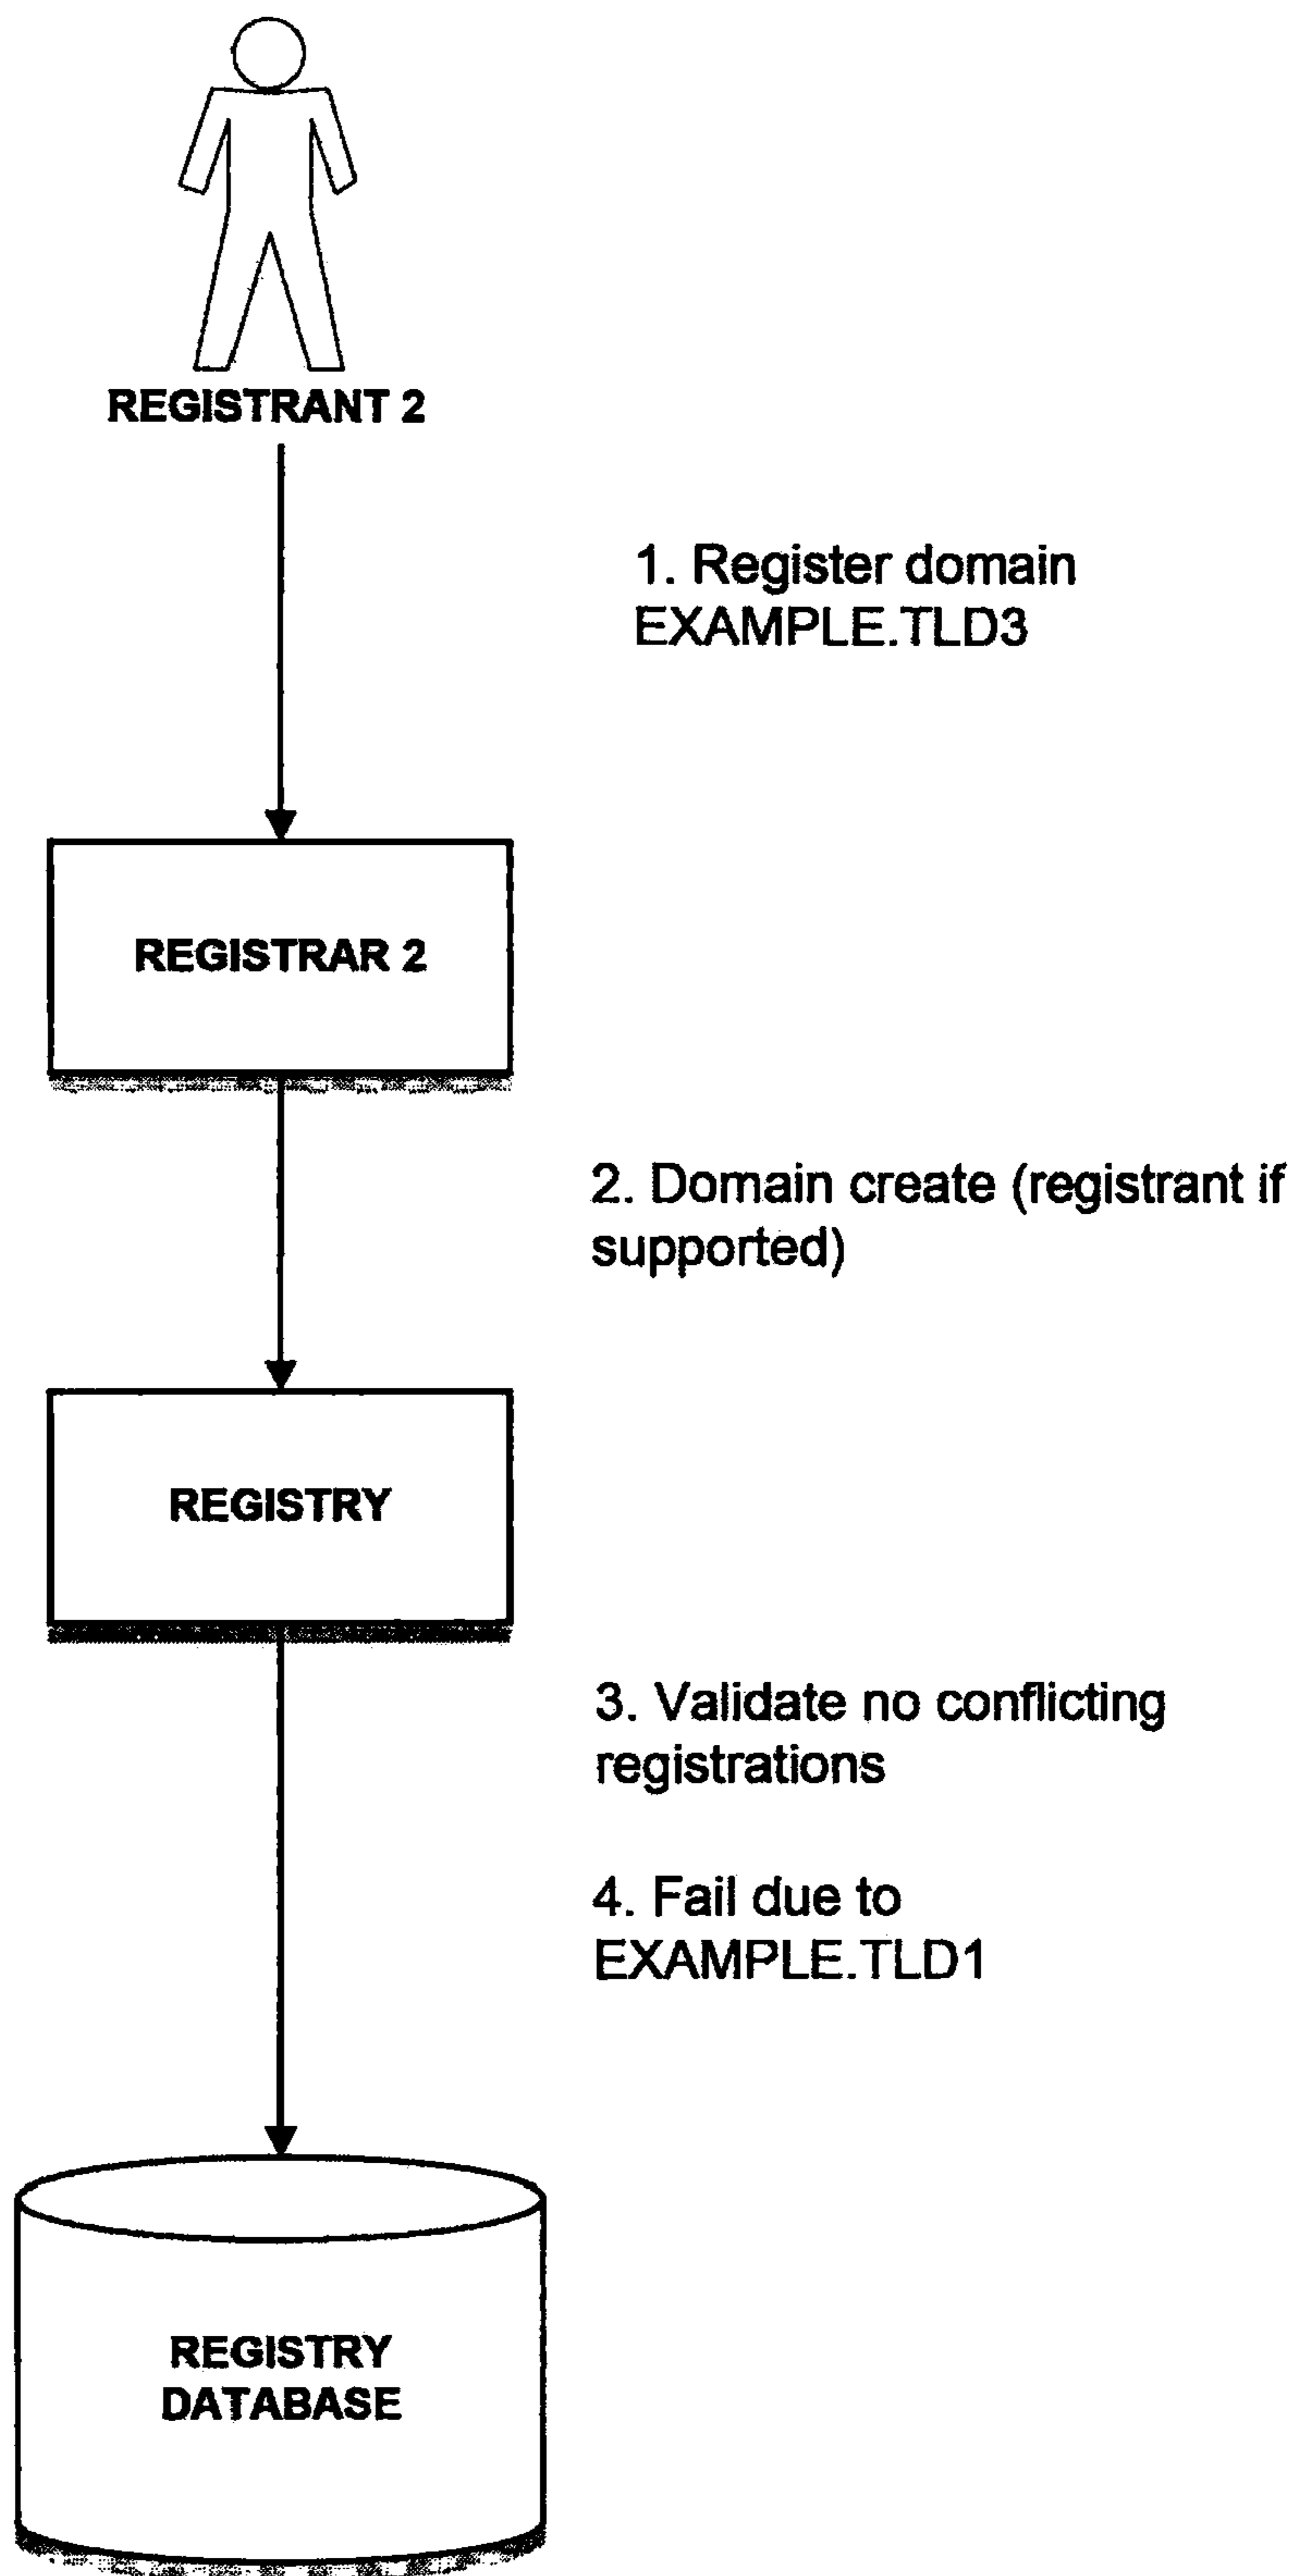 REGISTRANT 2
1. Register domain
EXAMPLE.TLD3
REGISTRAR 2
2. Domain create (registrant if
supported)
REGISTRY
3. Validate no conflicting
registrations
4. Fail due to
EXAMPLE.TLD1
REGISTRY
DATABASE